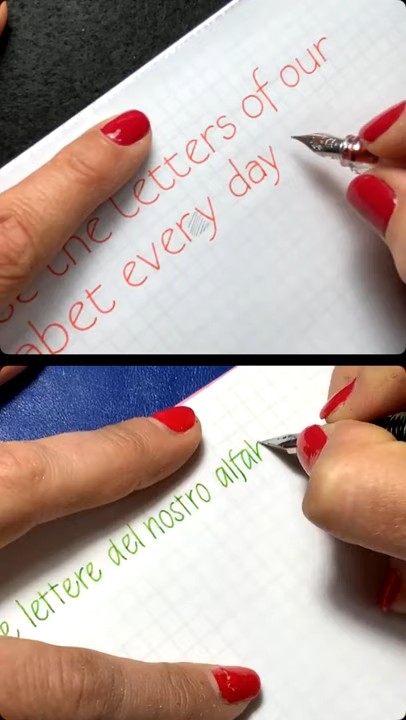 the letters of our
abet every day
lettere del nostro alfab